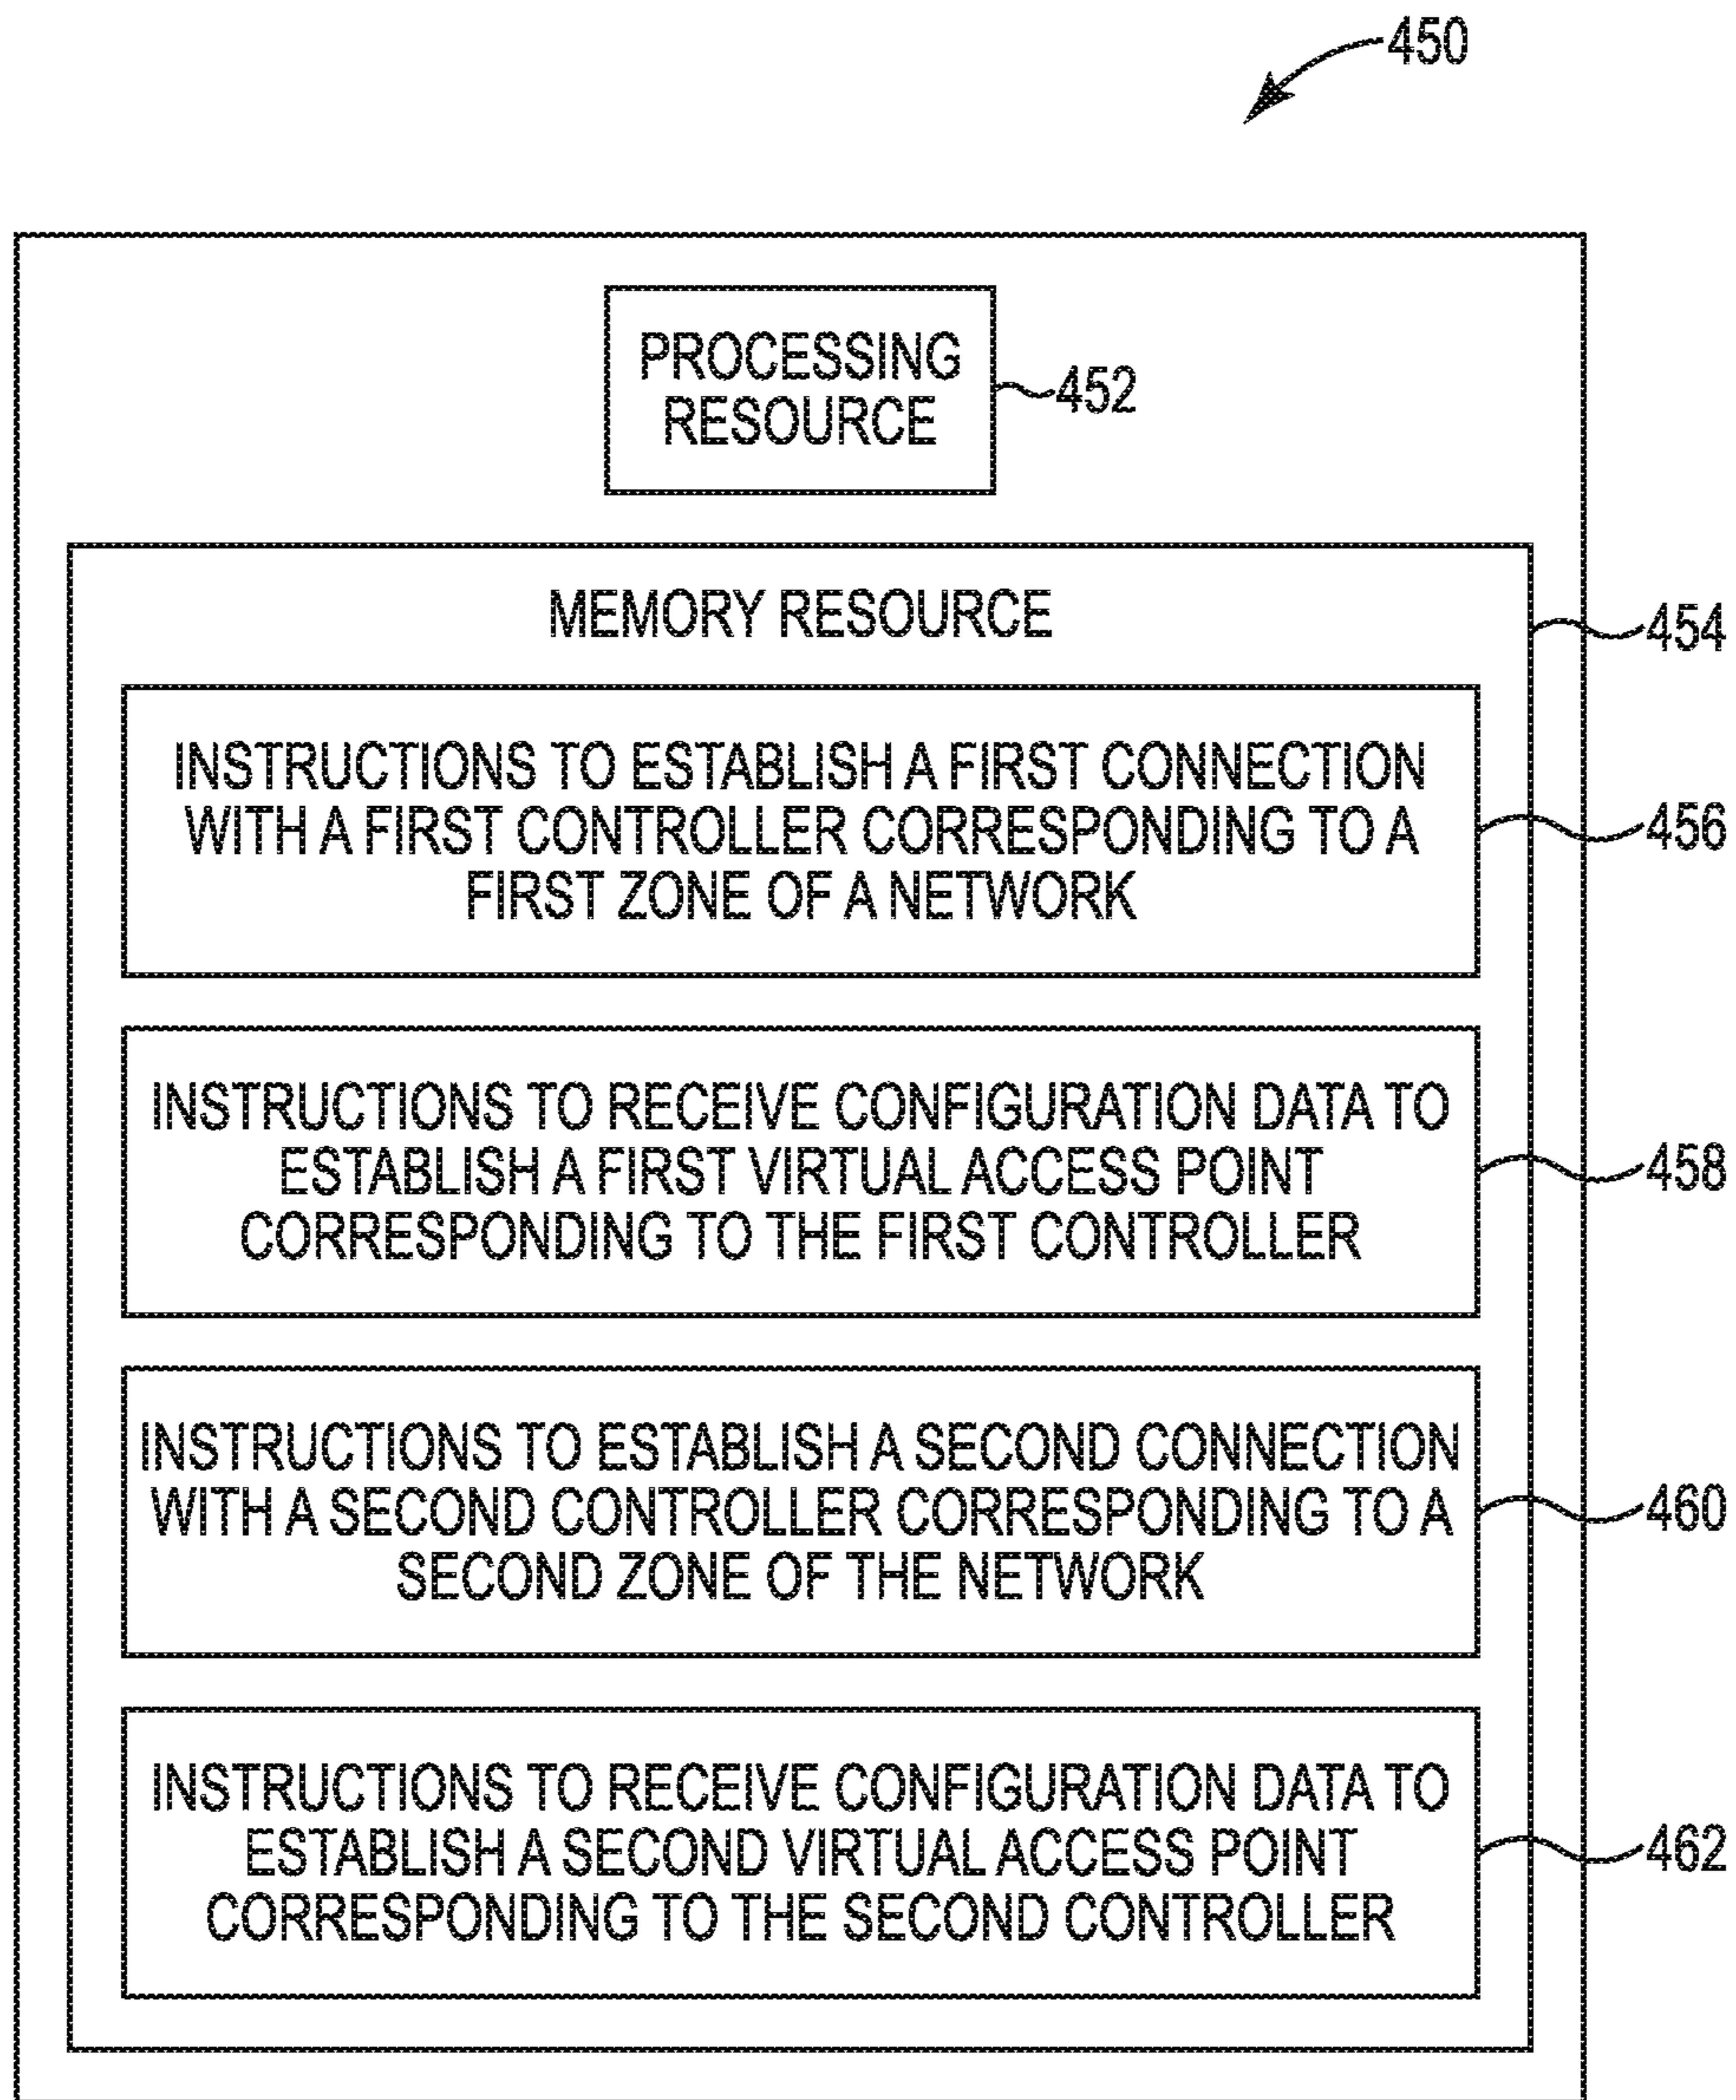 450
PROCESSING
RESOURCE
452
MEMORY RESOURCE
454
INSTRUCTIONS TO ESTABLISH A FIRST CONNECTION
WITH A FIRST CONTROLLER CORRESPONDING TO A
FIRST ZONE OF A NETWORK
456
INSTRUCTIONS TO RECEIVE CONFIGURATION DATA TO
ESTABLISH A FIRST VIRTUAL ACCESS POINT
CORRESPONDING TO THE FIRST CONTROLLER
458
INSTRUCTIONS TO ESTABLISH A SECOND CONNECTION
WITH A SECOND CONTROLLER CORRESPONDING TO A
SECOND ZONE OF THE NETWORK
460
INSTRUCTIONS TO RECEIVE CONFIGURATION DATA TO
ESTABLISH A SECOND VIRTUAL ACCESS POINT
CORRESPONDING TO THE SECOND CONTROLLER
462